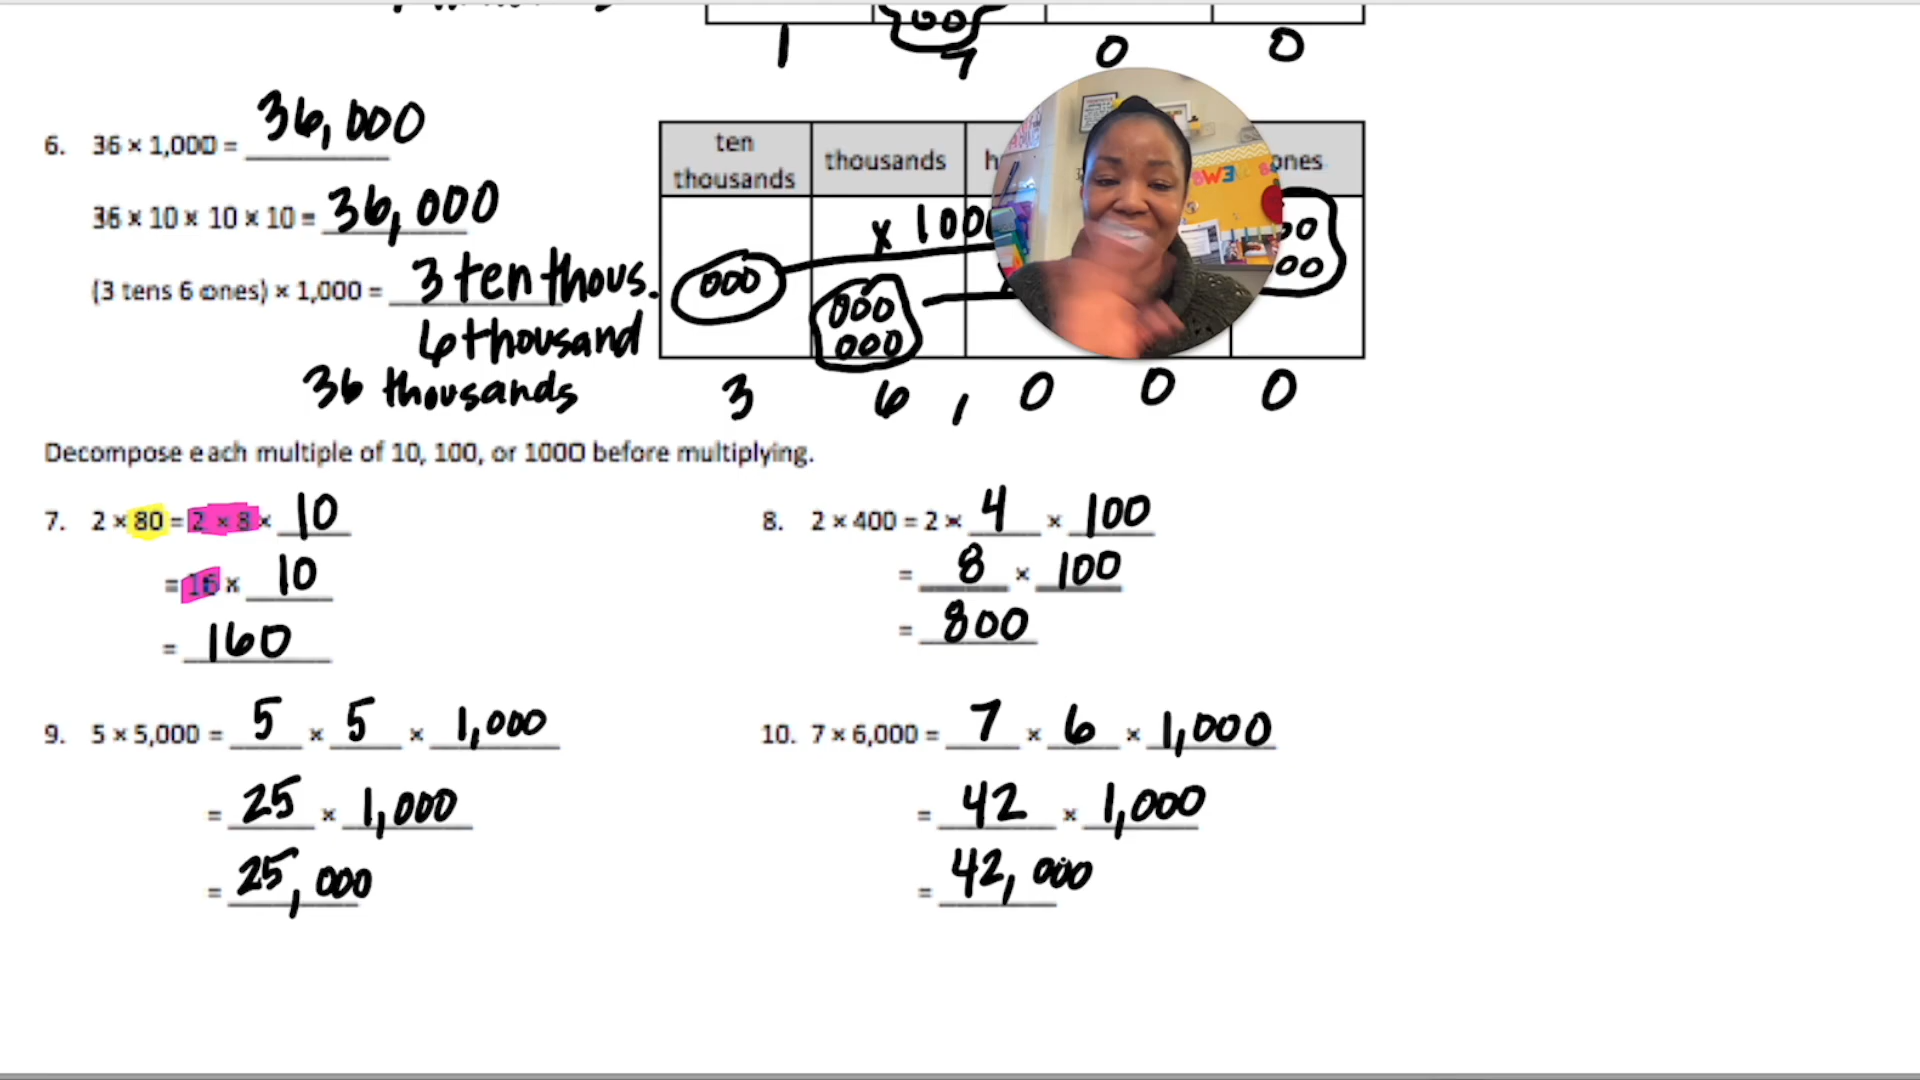 1 7 0 0
6. 36 × 1,000 = 36,000
36 × 10 × 10 × 10 = 36,000
(3 tens 6 ones) × 1,000 = 3 ten thous.
6 thousand
36 thousands
ten thousands thousands ones
× 100
3 6, 0 0 0
Decompose each multiple of 10, 100, or 1000 before multiplying.
7. 2 × 80 = 2 × 8 × 10
= 16 × 10
= 160
8. 2 × 400 = 2 × 4 × 100
= 8 × 100
= 800
9. 5 × 5,000 = 5 × 5 × 1,000
= 25 × 1,000
= 25,000
10. 7 × 6,000 = 7 × 6 × 1,000
= 42 × 1,000
= 42,000